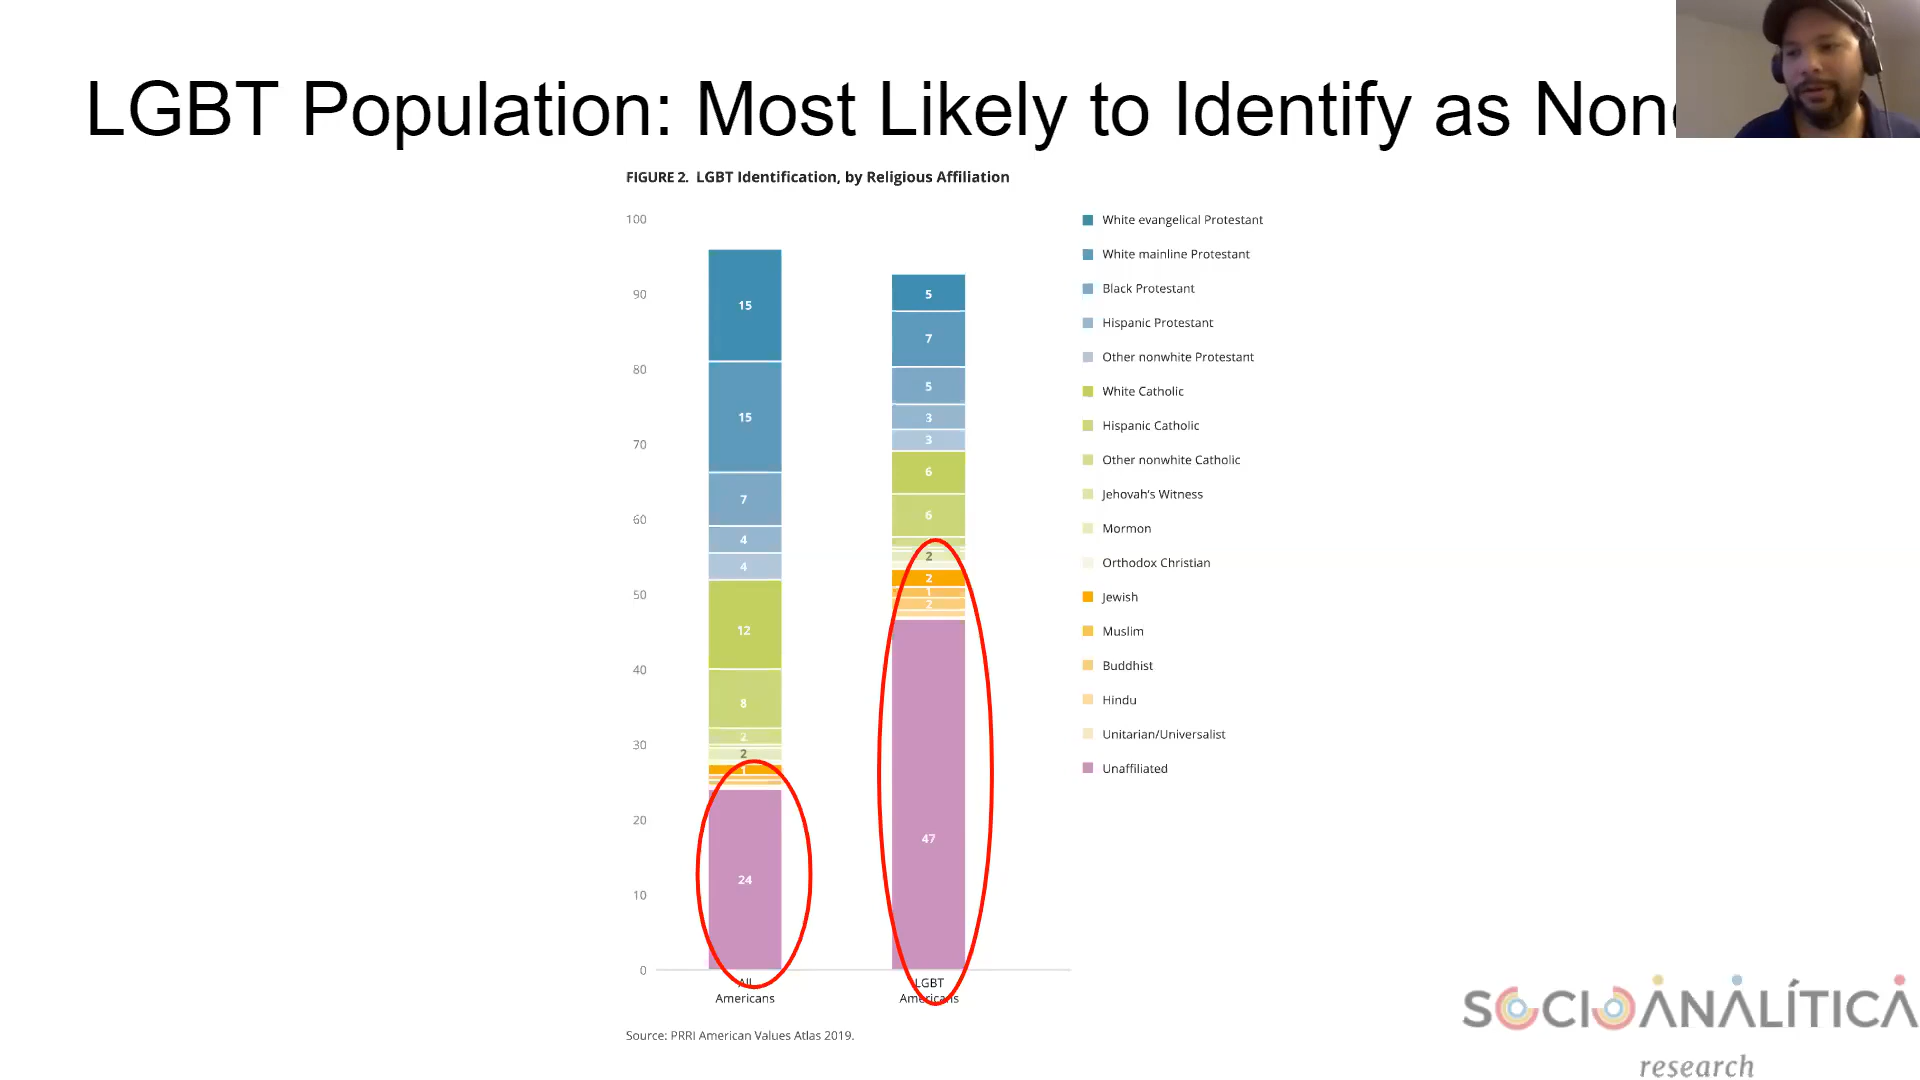 LGBT Population: Most Likely to Identify as None
FIGURE 2. LGBT Identification, by Religious Affiliation
100
90
80
70
60
50
40
30
20
10
0
15
15
7
4
4
12
8
2
2
1
24
All
Americans
5
7
5
3
3
6
6
2
2
1
2
47
LGBT
Americans
White evangelical Protestant
White mainline Protestant
Black Protestant
Hispanic Protestant
Other nonwhite Protestant
White Catholic
Hispanic Catholic
Other nonwhite Catholic
Jehovah's Witness
Mormon
Orthodox Christian
Jewish
Muslim
Buddhist
Hindu
Unitarian/Universalist
Unaffiliated
Source: PRRI American Values Atlas 2019.
SOCIOANALÍTICA
research